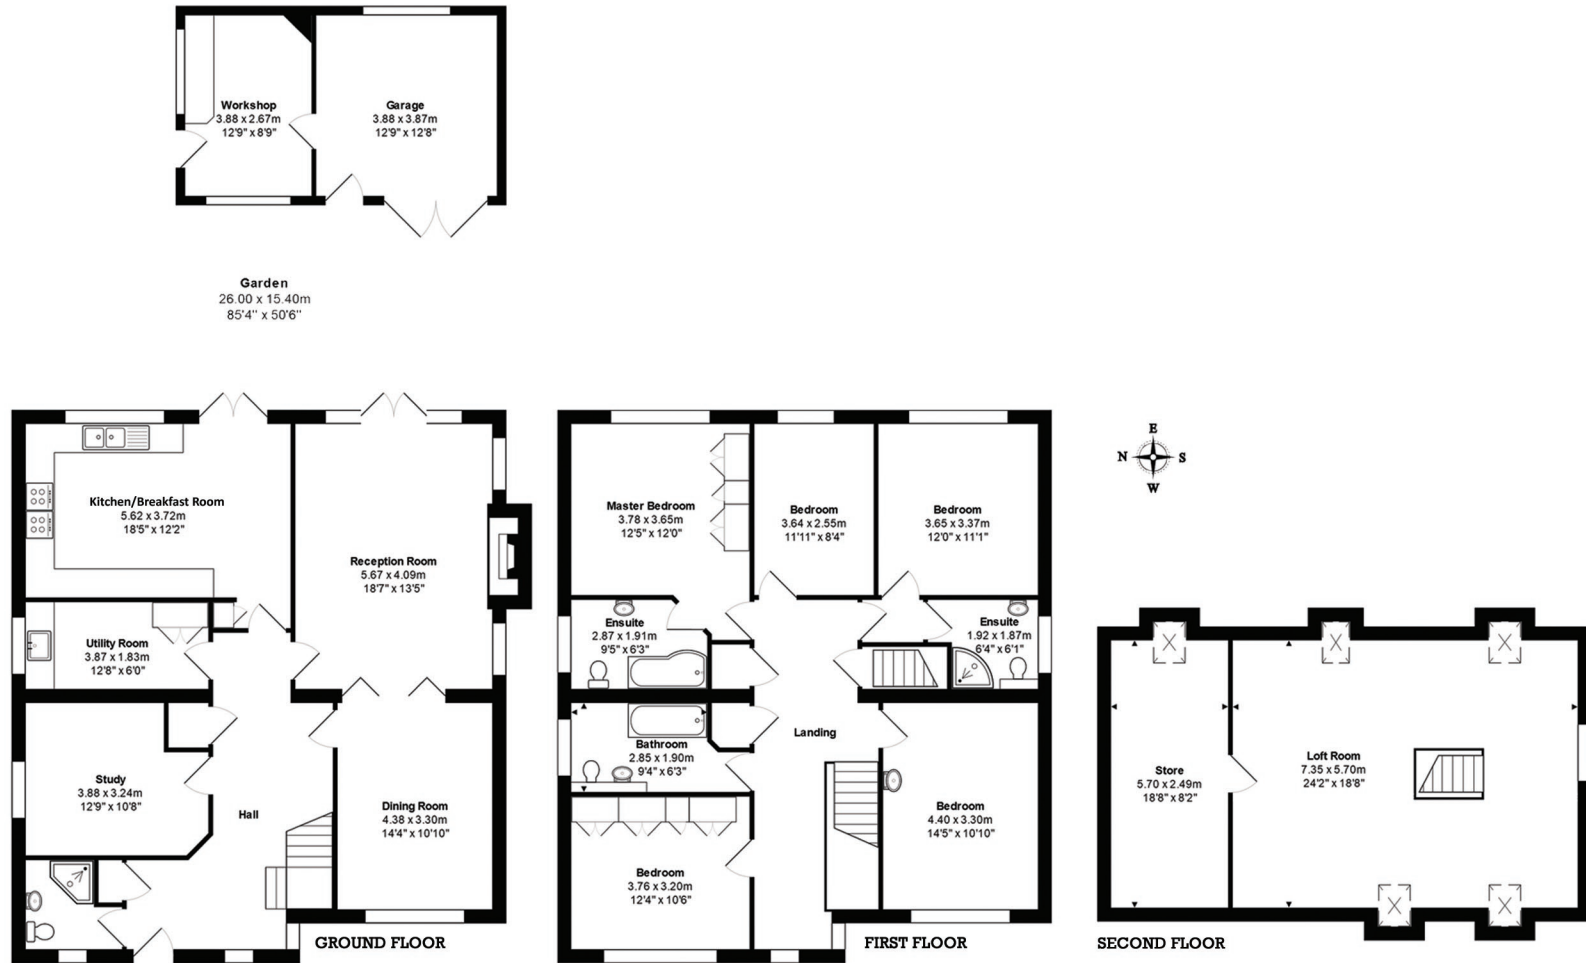 Workshop
3.88 x 2.67m
12'9" x 8'9"
Garage
3.88 x 3.87m
12'9" x 12'8"
Garden
26.00 x 15.40m
85'4'' x 50'6''
Kitchen/Breakfast Room
5.62 x 3.72m
18'5" x 12'2"
Reception Room
5.67 x 4.09m
18'7" x 13'5"
Utility Room
3.87 x 1.83m
12'8" x 6'0"
Study
3.88 x 3.24m
12'9" x 10'8"
Hall
Dining Room
4.38 x 3.30m
14'4" x 10'10"
GROUND FLOOR
Master Bedroom
3.78 x 3.65m
12'5" x 12'0"
Bedroom
3.64 x 2.55m
11'11" x 8'4"
Bedroom
3.65 x 3.37m
12'0" x 11'1"
Ensuite
2.87 x 1.91m
9'5" x 6'3"
Ensuite
1.92 x 1.87m
6'4" x 6'1"
Bathroom
2.85 x 1.90m
9'4" x 6'3"
Landing
Bedroom
4.40 x 3.30m
14'5" x 10'10"
Bedroom
3.76 x 3.20m
12'4" x 10'6"
FIRST FLOOR
E
N S
W
Store
5.70 x 2.49m
18'8" x 8'2"
Loft Room
7.35 x 5.70m
24'2" x 18'8"
SECOND FLOOR